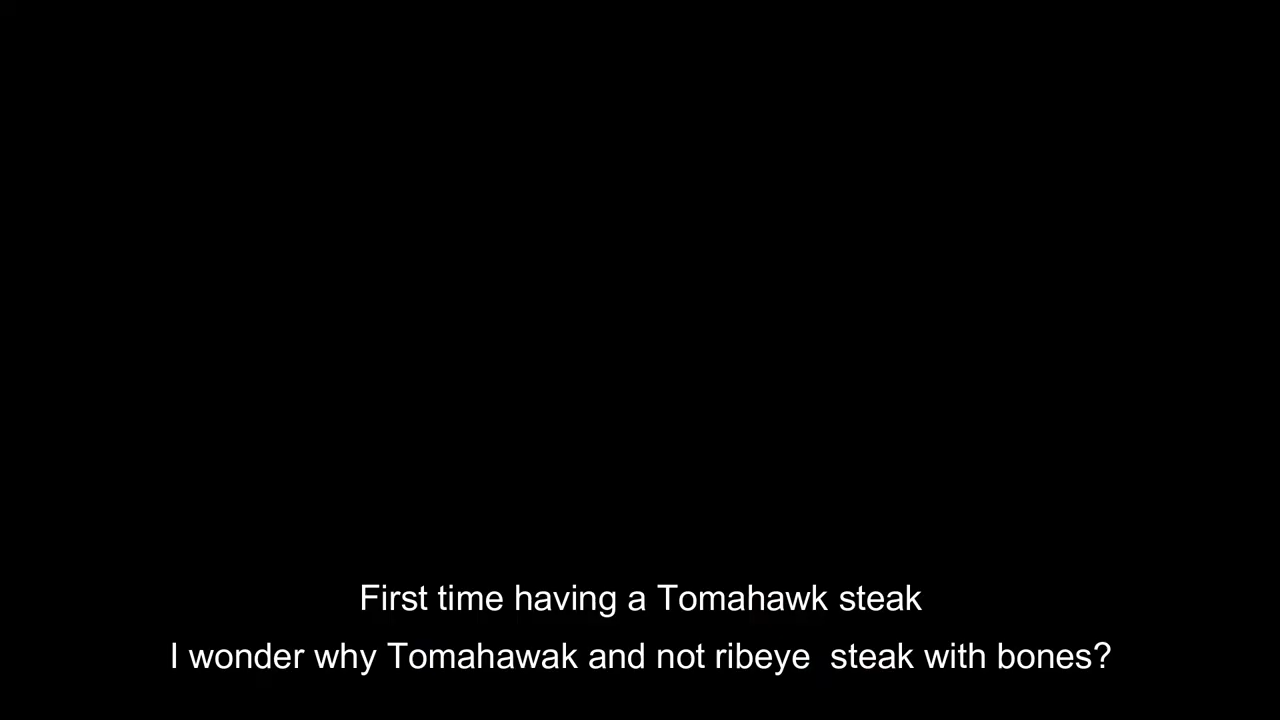 First time having a Tomahawk steak
I wonder why Tomahawak and not ribeye  steak with bones?